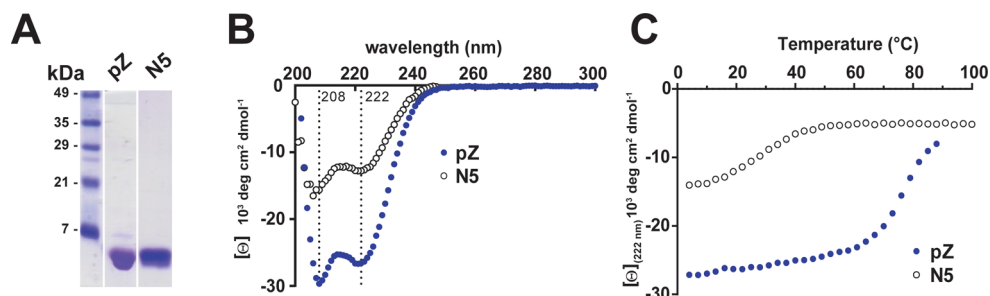 A
kDa
pZ
N5
49 -
35 -
29 -
21 -
7 -
B
wavelength (nm)
200 220 240 260 280 300
0
208 222
-10
-20
-30
[Θ] 10³ deg cm² dmol⁻¹
pZ
N5
C
Temperature (°C)
0 20 40 60 80 100
0
-10
-20
-30
[Θ](222 nm) 10³ deg cm² dmol⁻¹
pZ
N5